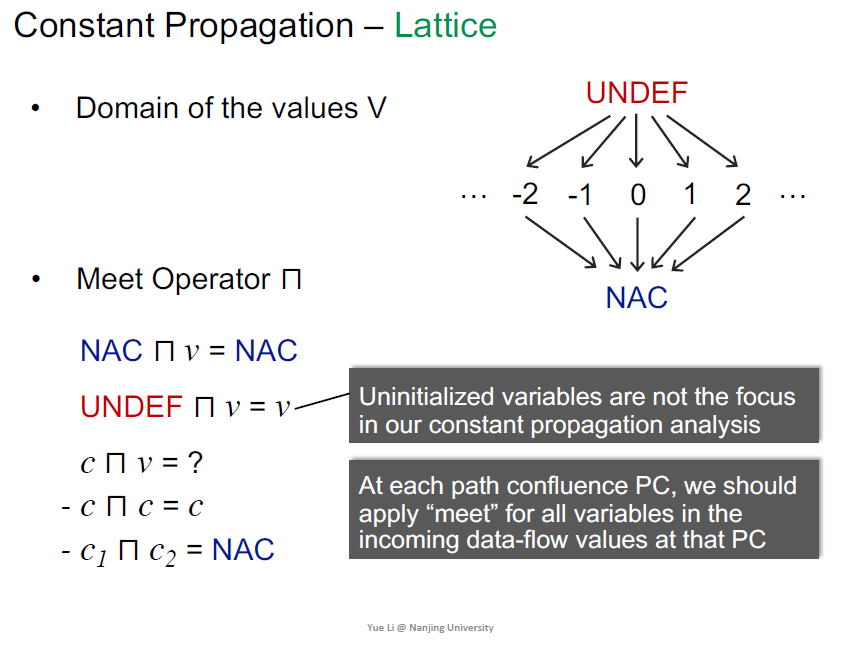 Constant Propagation – Lattice
• Domain of the values V
UNDEF
··· -2 -1 0 1 2 ···
NAC
• Meet Operator ⊓
NAC ⊓ v = NAC
UNDEF ⊓ v = v
Uninitialized variables are not the focus
in our constant propagation analysis
c ⊓ v = ?
- c ⊓ c = c
- c₁ ⊓ c₂ = NAC
At each path confluence PC, we should
apply “meet” for all variables in the
incoming data-flow values at that PC
Yue Li @ Nanjing University